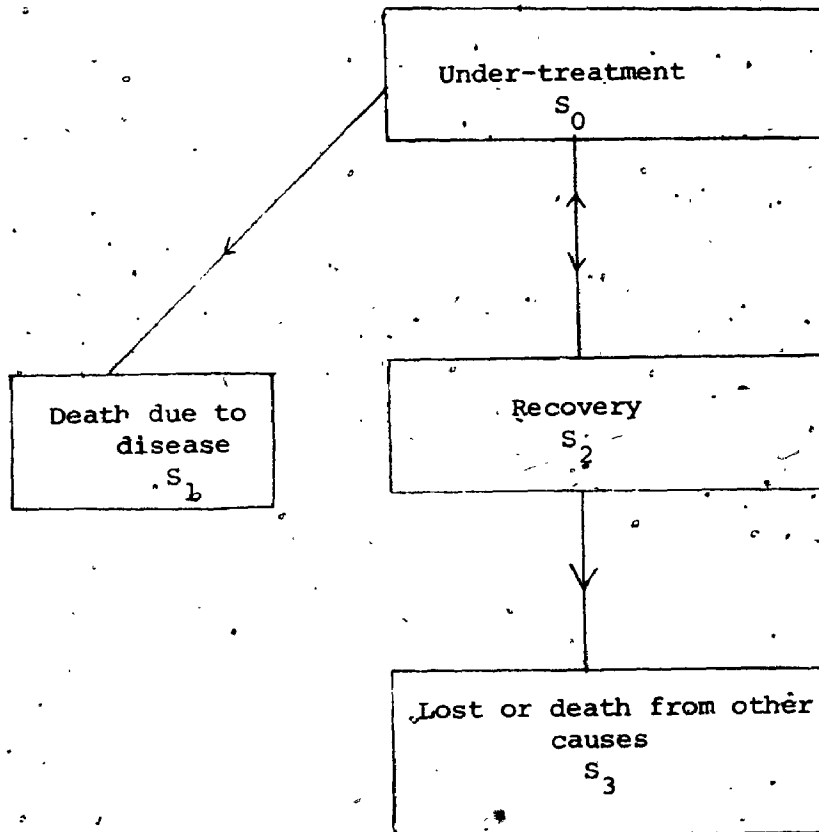 Under-treatment
S0
Death due to
disease
S1
Recovery
S2
Lost or death from other
causes
S3